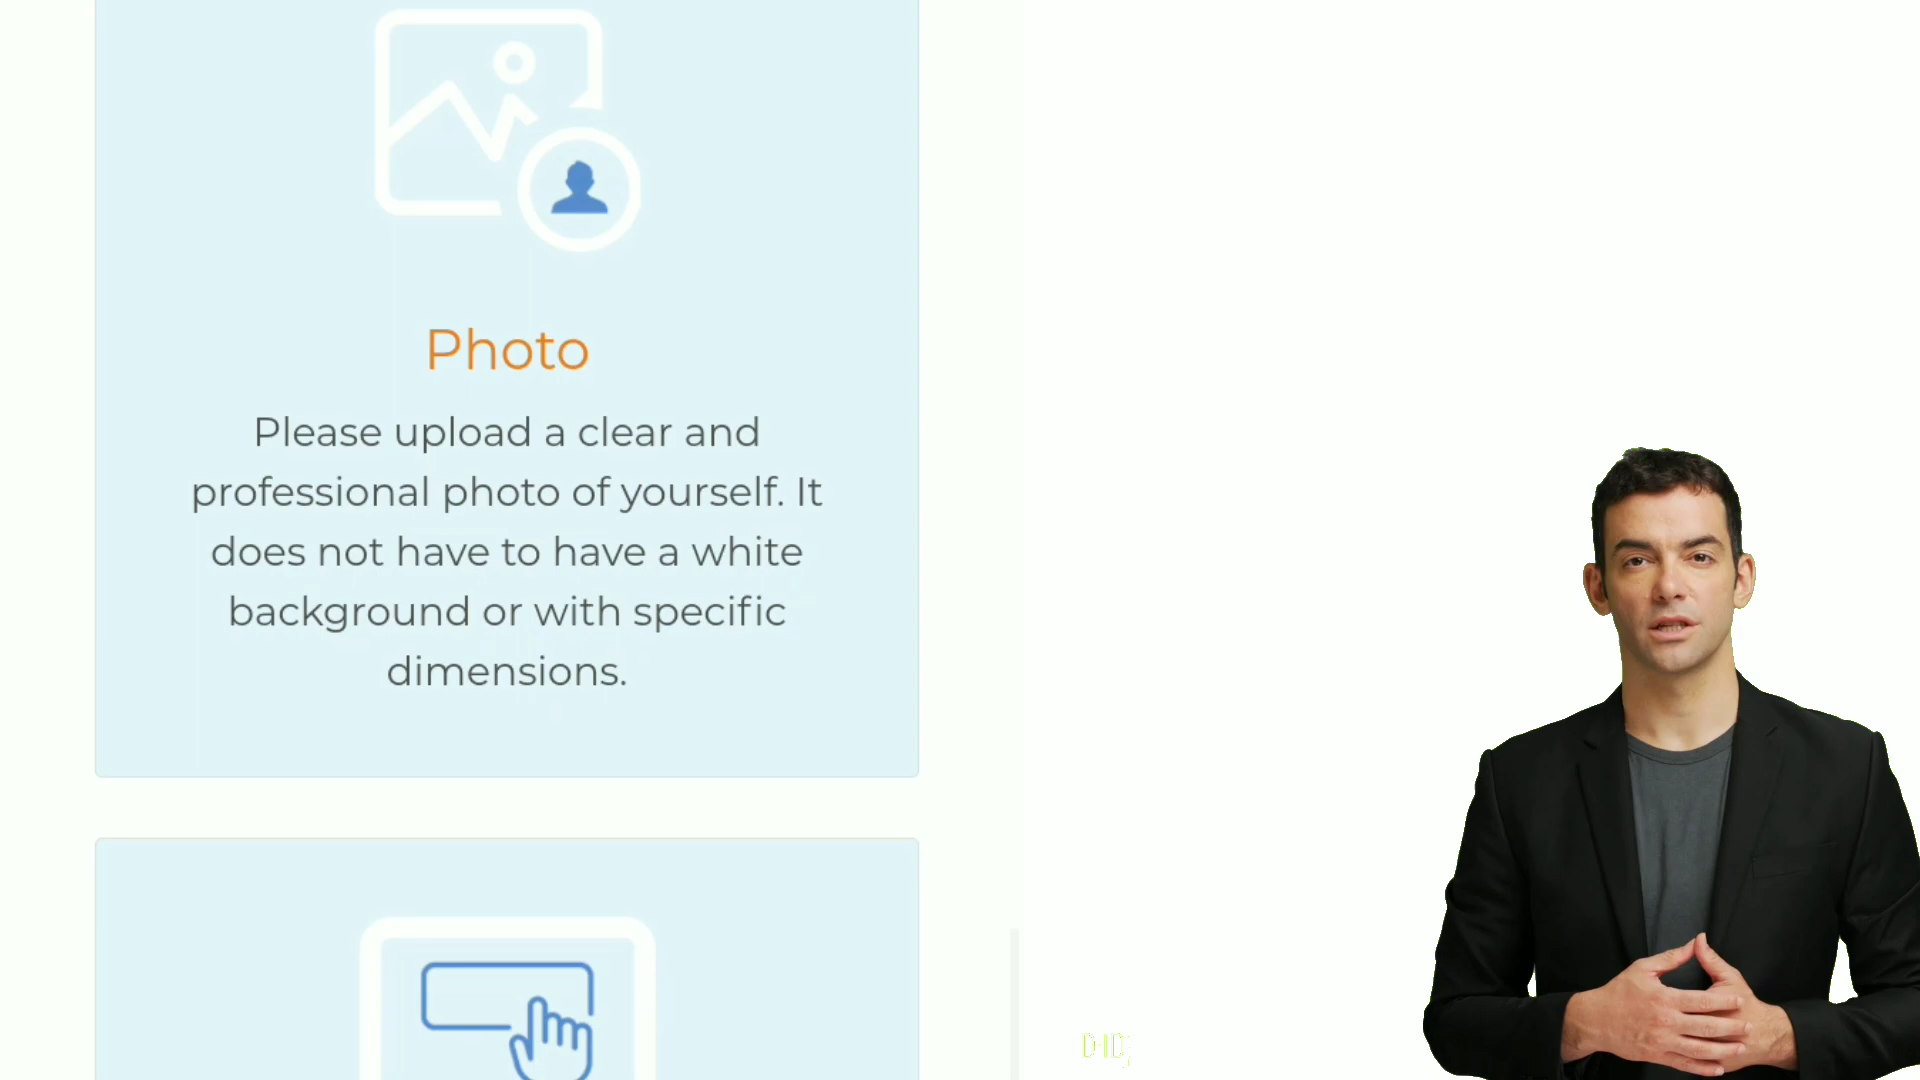 Photo
Please upload a clear and
professional photo of yourself. It
does not have to have a white
background or with specific
dimensions.
D-ID